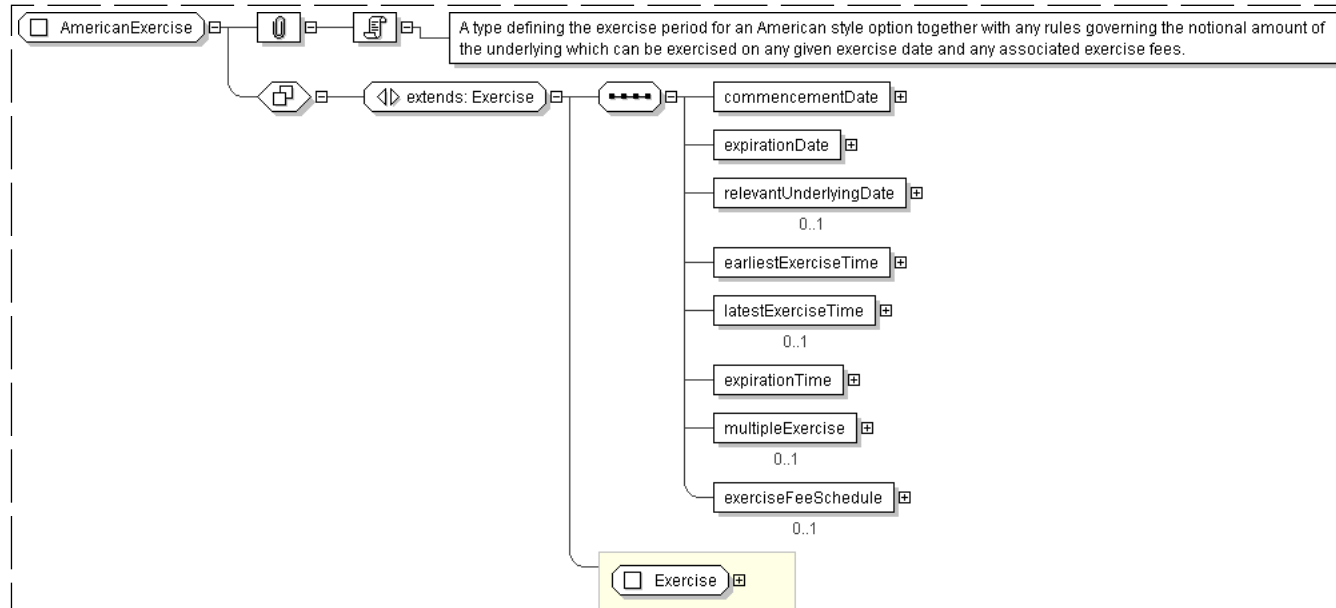 AmericanExercise
A type defining the exercise period for an American style option together with any rules governing the notional amount of
the underlying which can be exercised on any given exercise date and any associated exercise fees.
extends: Exercise
commencementDate
expirationDate
relevantUnderlyingDate
0..1
earliestExerciseTime
latestExerciseTime
0..1
expirationTime
multipleExercise
0..1
exerciseFeeSchedule
0..1
Exercise